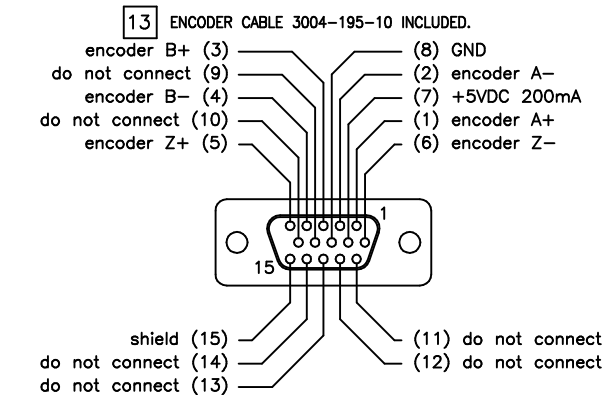 13 ENCODER CABLE 3004-195-10 INCLUDED.
encoder B+ (3)
do not connect (9)
encoder B- (4)
do not connect (10)
encoder Z+ (5)
(8) GND
(2) encoder A-
(7) +5VDC 200mA
(1) encoder A+
(6) encoder Z-
1
15
shield (15)
do not connect (14)
do not connect (13)
(11) do not connect
(12) do not connect